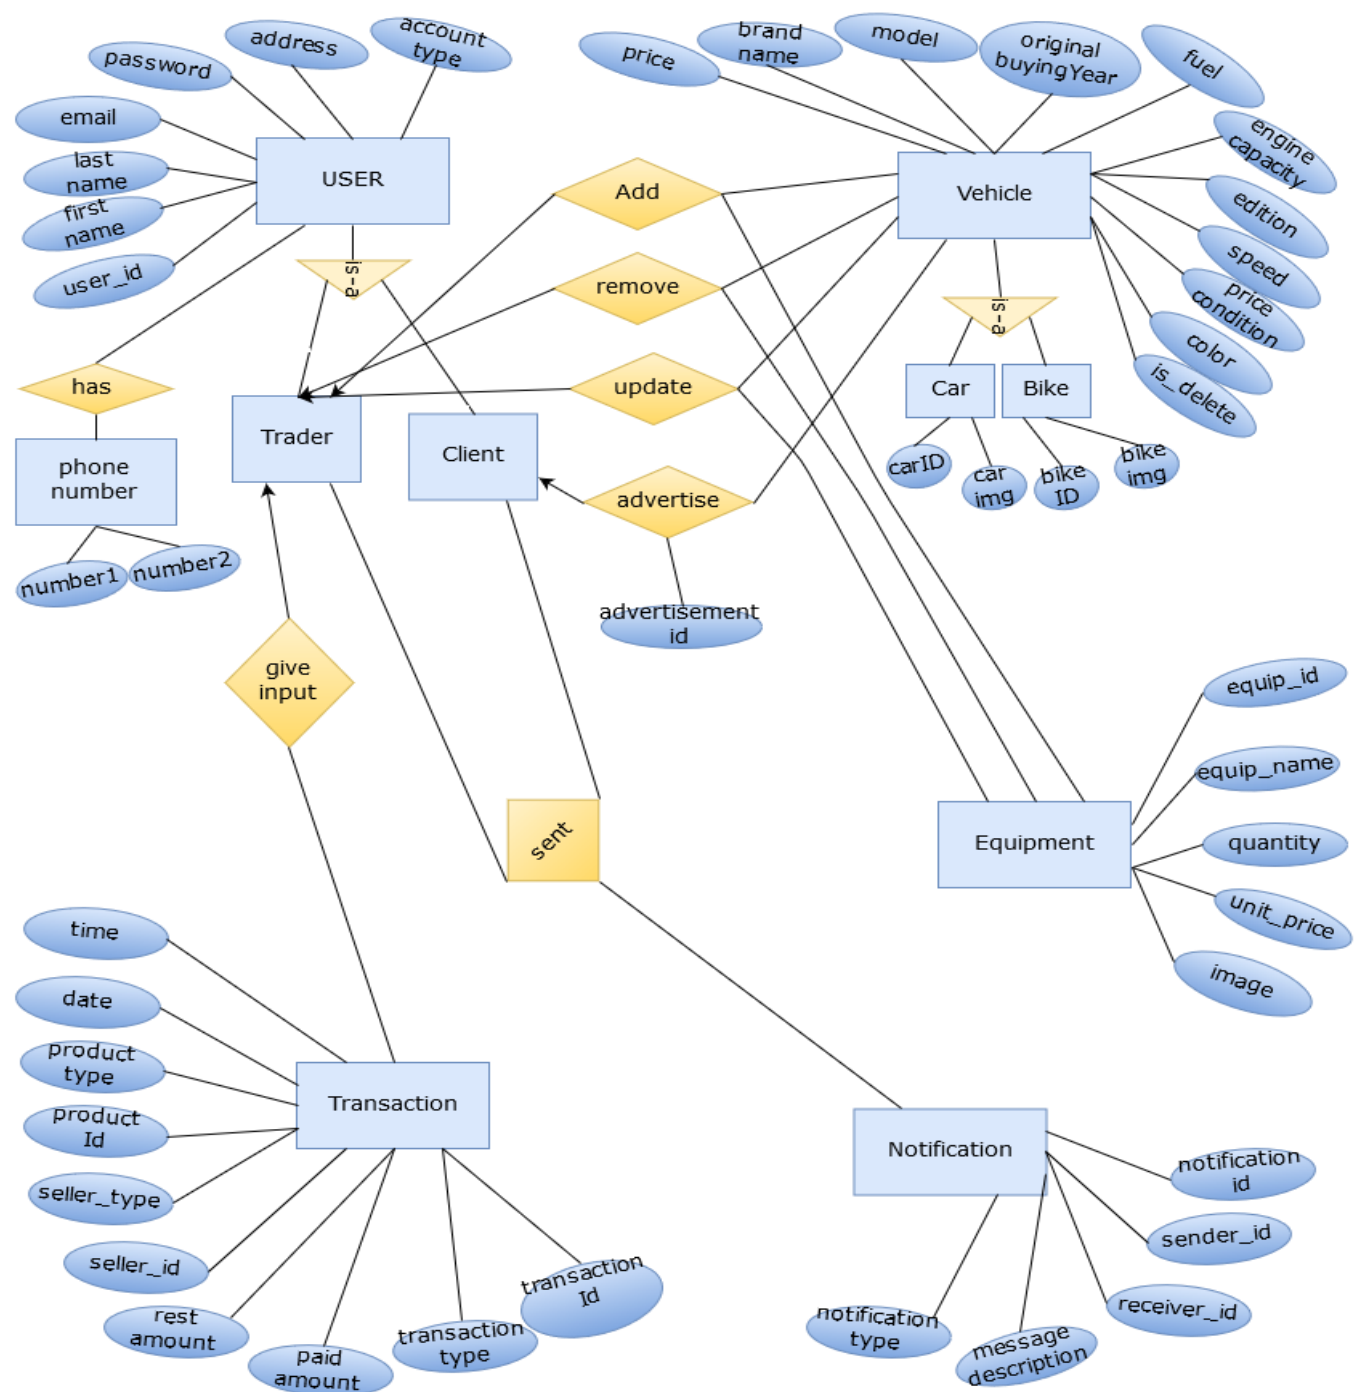 account
type
address
password
email
last
name
first
name
user_id
USER
is-a
has
phone
number
number1
number2
Trader
Client
price
brand
name
model
original
buyingYear
fuel
engine
capacity
edition
speed
price
condition
color
is_delete
Vehicle
is-a
Car
Bike
carID
car
img
bike
ID
bike
img
Add
remove
update
advertise
advertisement
id
give
input
sent
equip_id
equip_name
quantity
unit_price
image
Equipment
time
date
product
type
product
Id
seller_type
seller_id
rest
amount
paid
amount
transaction
type
transaction
Id
Transaction
Notification
notification
id
sender_id
receiver_id
message
description
notification
type